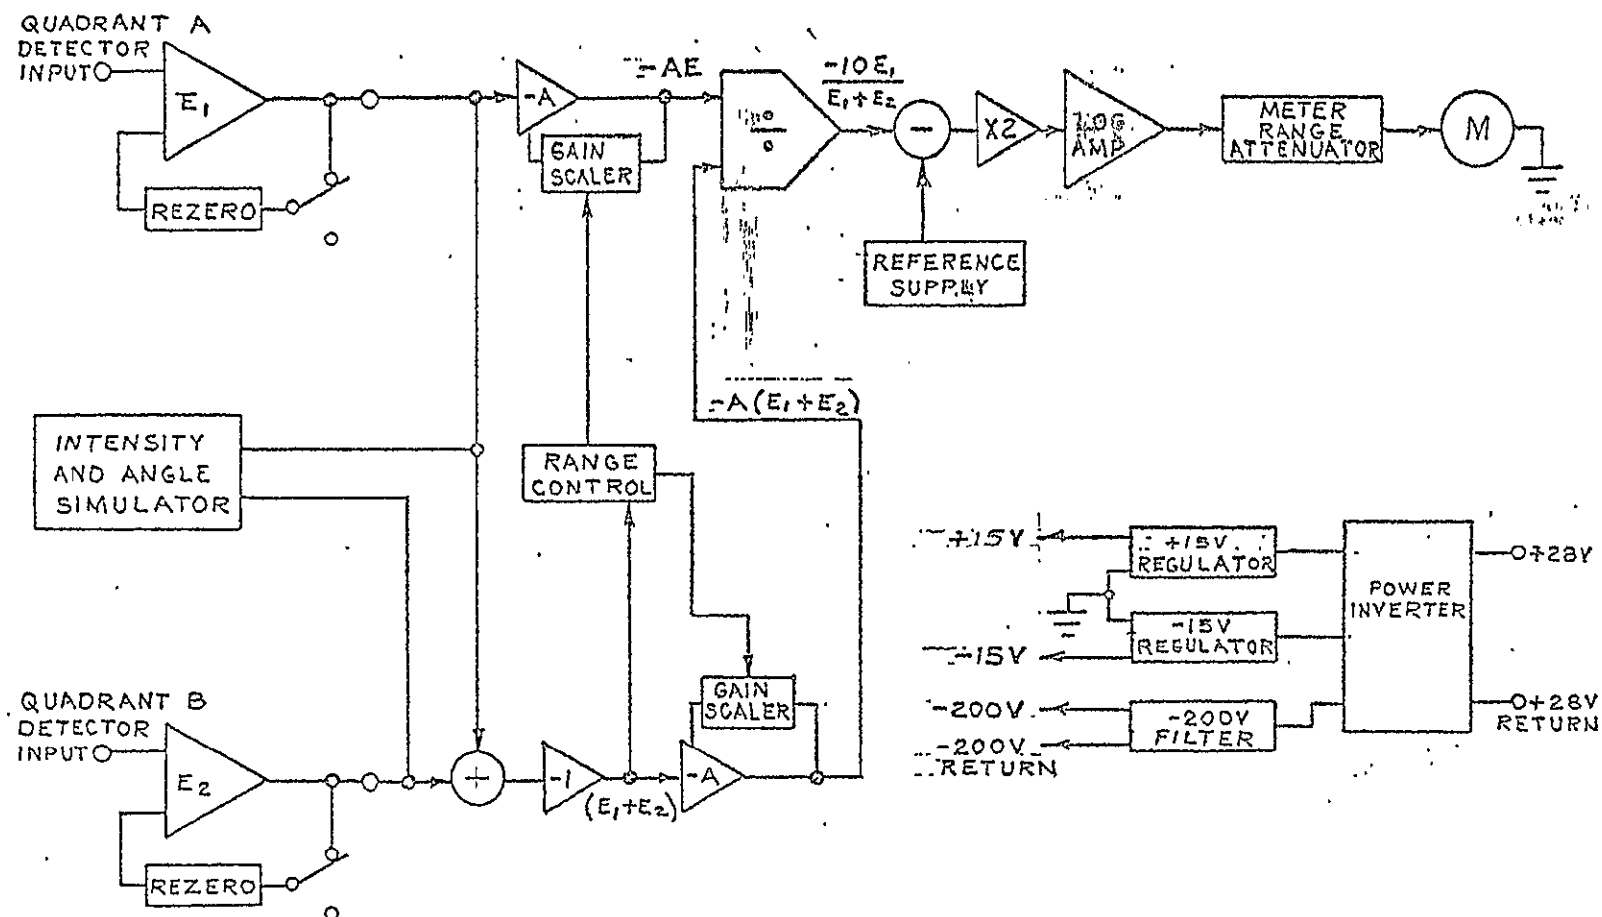 QUADRANT A
DETECTOR
INPUT
E₁
REZERO
-A
-AE
GAIN
SCALER
-10E₁
E₁+E₂
-
X2
LOG
AMP
METER
RANGE
ATTENUATOR
M
REFERENCE
SUPPLY
-A(E₁+E₂)
INTENSITY
AND ANGLE
SIMULATOR
RANGE
CONTROL
+15V
+15V
REGULATOR
POWER
INVERTER
+28V
-15V
-15V
REGULATOR
-200V
-200V
RETURN
-200V
FILTER
+28V
RETURN
QUADRANT B
DETECTOR
INPUT
E₂
REZERO
+
-1
(E₁+E₂)
-A
GAIN
SCALER